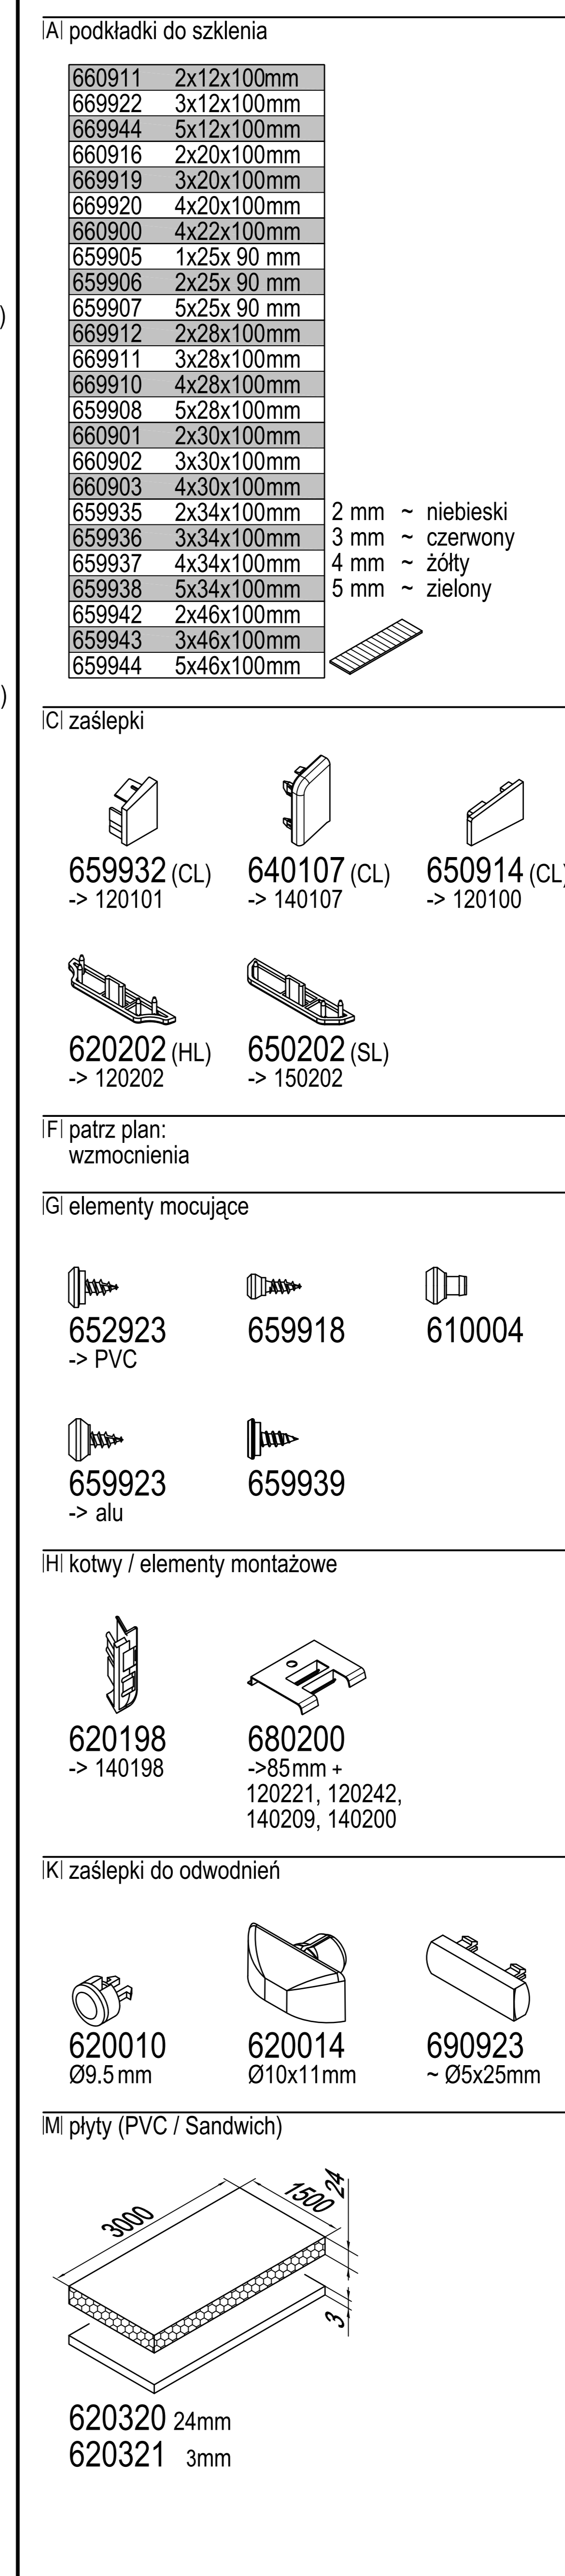 |A| podkładki do szklenia
660911 2x12x100mm
669922 3x12x100mm
669944 5x12x100mm
660916 2x20x100mm
669919 3x20x100mm
669920 4x20x100mm
660900 4x22x100mm
659905 1x25x 90 mm
659906 2x25x 90 mm
659907 5x25x 90 mm
669912 2x28x100mm
669911 3x28x100mm
669910 4x28x100mm
659908 5x28x100mm
660901 2x30x100mm
660902 3x30x100mm
660903 4x30x100mm
659935 2x34x100mm 2 mm ~ niebieski
659936 3x34x100mm 3 mm ~ czerwony
659937 4x34x100mm 4 mm ~ żółty
659938 5x34x100mm 5 mm ~ zielony
659942 2x46x100mm
659943 3x46x100mm
659944 5x46x100mm
)
)
|C| zaślepki
659932 (CL) 640107 (CL) 650914 (CL)
-> 120101 -> 140107 -> 120100
620202 (HL) 650202 (SL)
-> 120202 -> 150202
|F| patrz plan:
wzmocnienia
|G| elementy mocujące
652923 659918 610004
-> PVC
659923 659939
-> alu
|H| kotwy / elementy montażowe
620198 680200
-> 140198 ->85mm +
120221, 120242,
140209, 140200
|K| zaślepki do odwodnień
620010 620014 690923
Ø9.5mm Ø10x11mm ~ Ø5x25mm
|M| płyty (PVC / Sandwich)
3000 1500 24
3
620320 24mm
620321 3mm